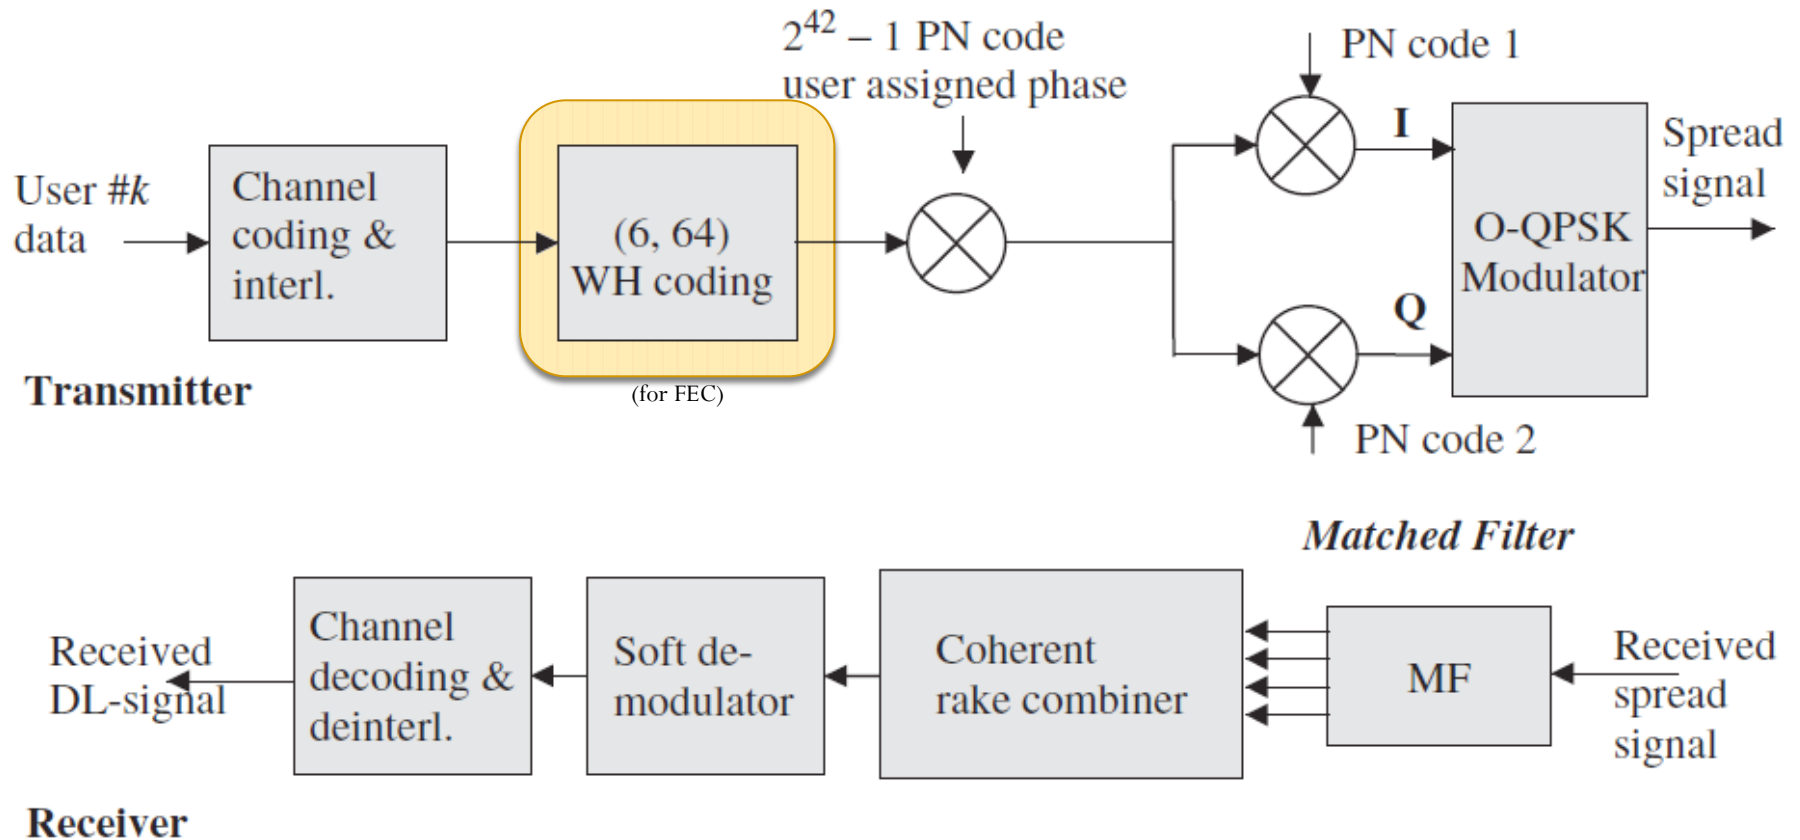 2^42 – 1 PN code
user assigned phase
PN code 1
User #k
data
Channel
coding &
interl.
(6, 64)
WH coding
(for FEC)
I
Q
O-QPSK
Modulator
Spread
signal
PN code 2
Transmitter
Matched Filter
Received
DL-signal
Channel
decoding &
deinterl.
Soft de-
modulator
Coherent
rake combiner
MF
Received
spread
signal
Receiver